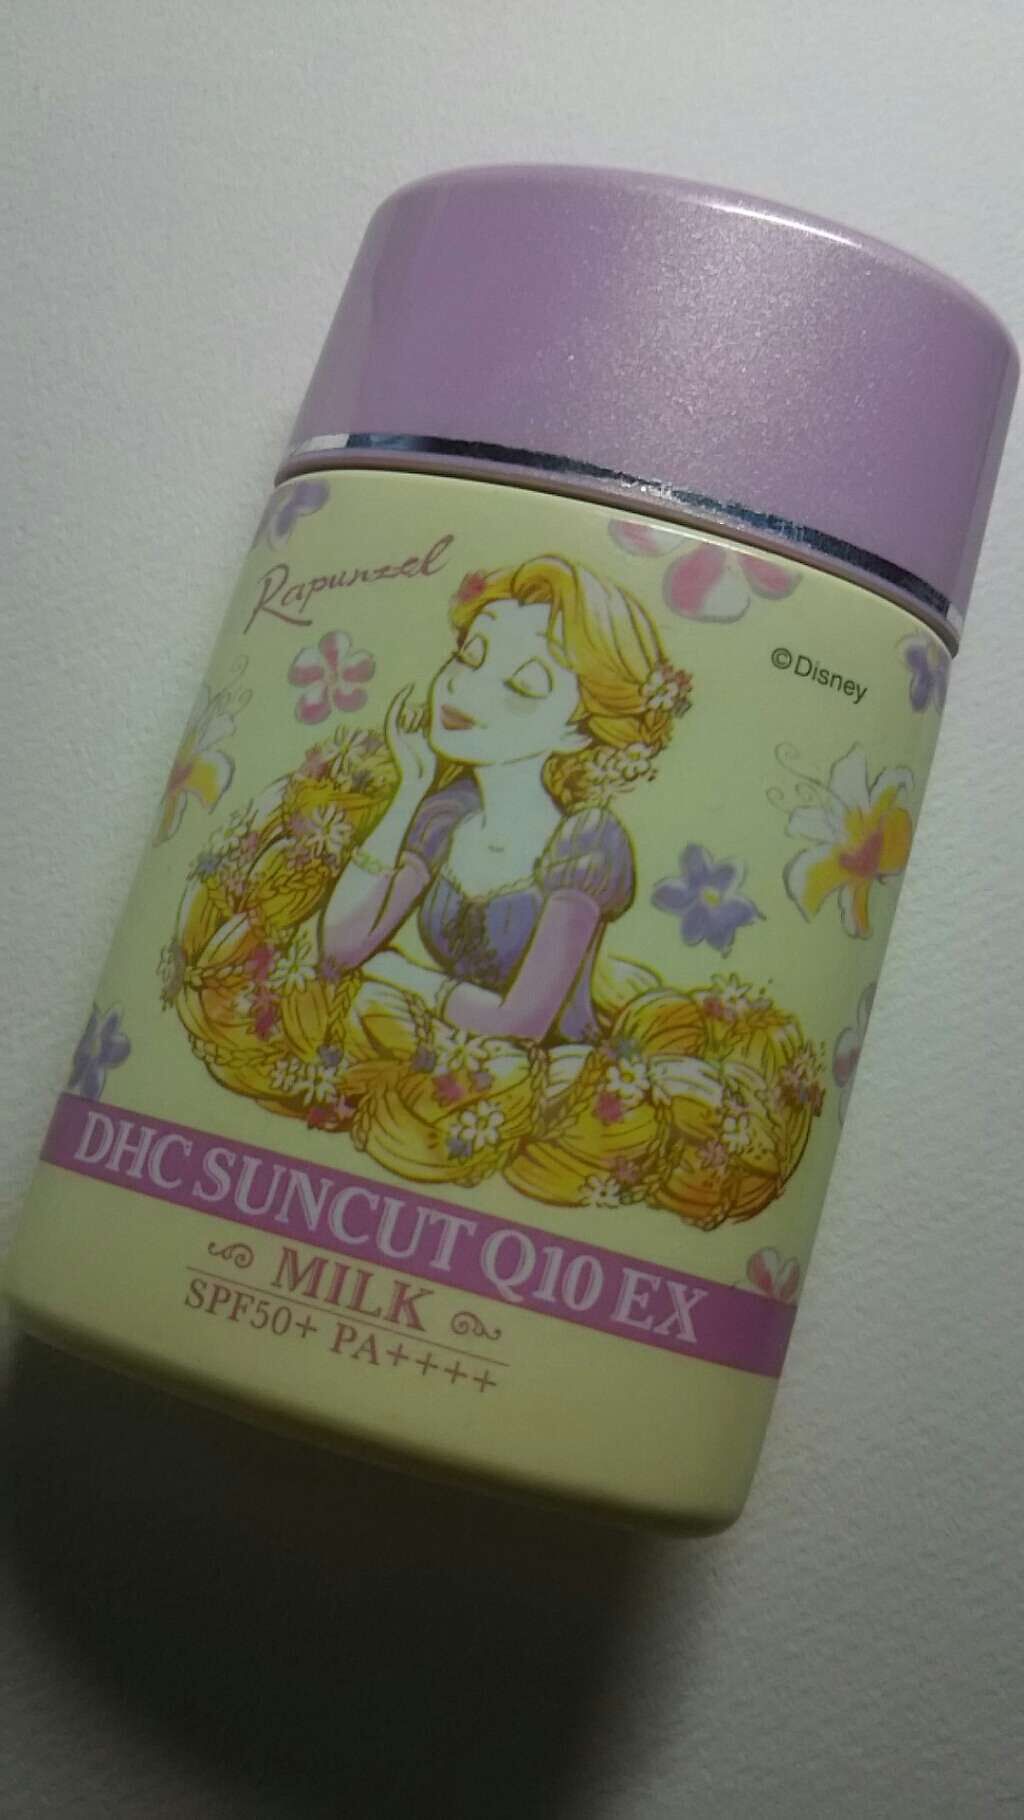 Rapunzel
©Disney
DHC SUNCUT Q10 EX
MILK
SPF50+ PA++++